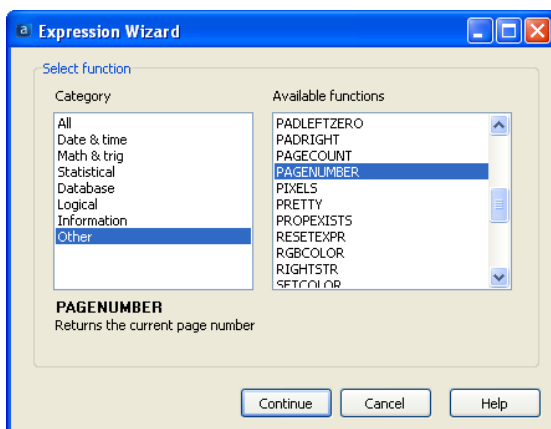 a Expression Wizard
Select function
Category
All
Date & time
Math & trig
Statistical
Database
Logical
Information
Other
Available functions
PADLEFTZERO
PADRIGHT
PAGECOUNT
PAGENUMBER
PIXELS
PRETTY
PROPEXISTS
RESETEXPR
RGBCOLOR
RIGHTSTR
SETCOLOR
PAGENUMBER
Returns the current page number
Continue Cancel Help